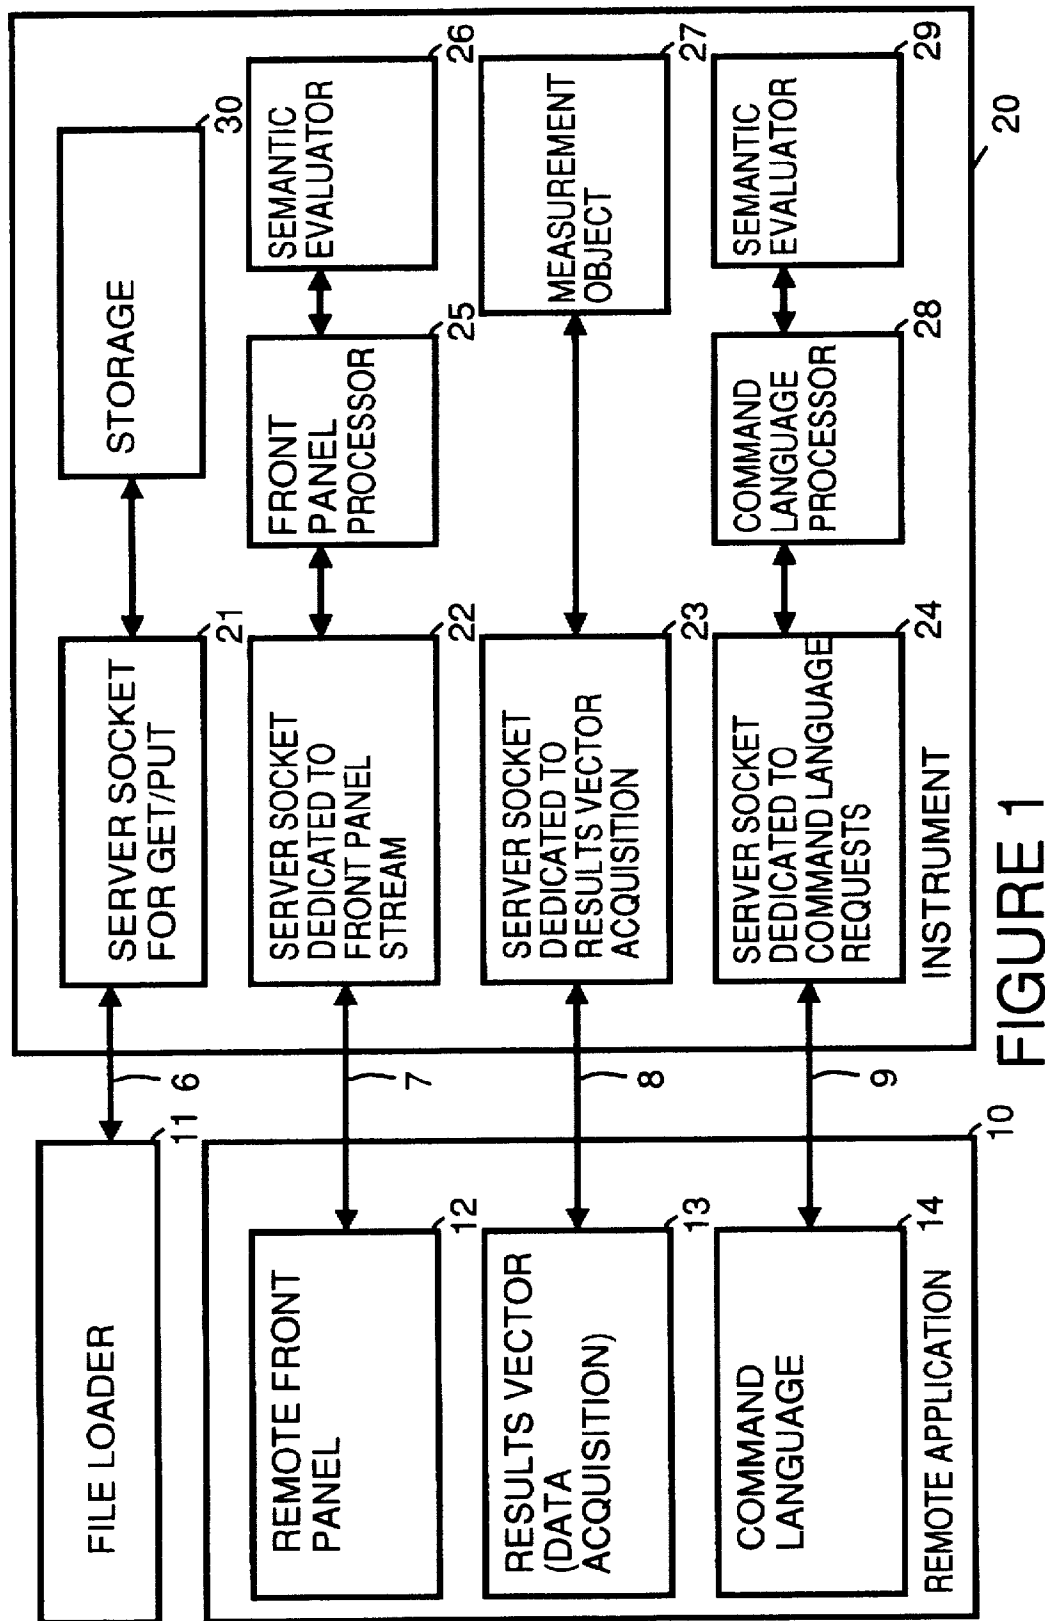 FILE LOADER
11
6
SERVER SOCKET
FOR GET/PUT
21
STORAGE
30
REMOTE FRONT
PANEL
12
7
SERVER SOCKET
DEDICATED TO
FRONT PANEL
STREAM
22
FRONT
PANEL
PROCESSOR
25
SEMANTIC
EVALUATOR
26
RESULTS VECTOR
(DATA
ACQUISITION)
13
8
SERVER SOCKET
DEDICATED TO
RESULTS VECTOR
ACQUISITION
23
MEASUREMENT
OBJECT
27
COMMAND
LANGUAGE
14
9
SERVER SOCKET
DEDICATED TO
COMMAND LANGUAGE
REQUESTS
24
COMMAND
LANGUAGE
PROCESSOR
28
SEMANTIC
EVALUATOR
29
REMOTE APPLICATION
10
INSTRUMENT
20
FIGURE 1